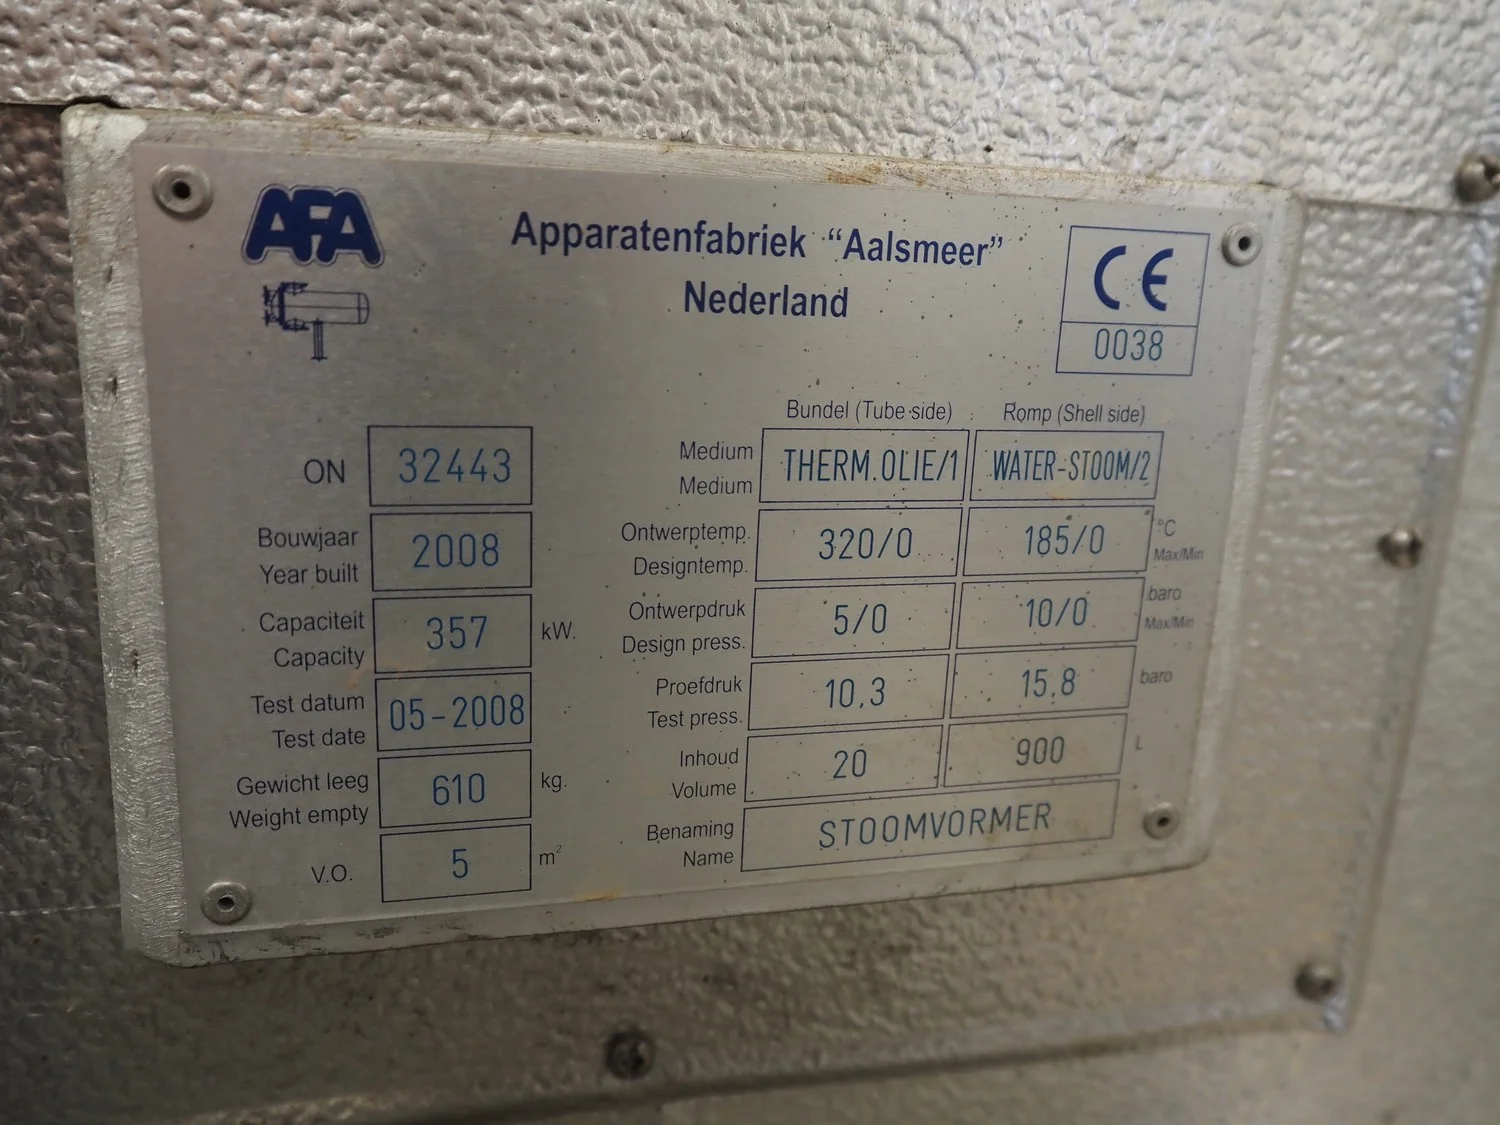 AFA
Apparatenfabriek “Aalsmeer”
Nederland
CE
0038
ON 32443
Bouwjaar
Year built
2008
Capaciteit
Capacity
357 kW.
Test datum
Test date
05-2008
Gewicht leeg
Weight empty
610 kg.
V.O. 5 m²
Bundel (Tube side) Romp (Shell side)
Medium
Medium
THERM.OLIE/1 WATER-STOOM/2
Ontwerptemp.
Designtemp.
320/0 185/0 °C
Max/Min
Ontwerpdruk
Design press.
5/0 10/0 baro
Max/Min
Proefdruk
Test press.
10,3 15,8 baro
Inhoud
Volume
20 900 L
Benaming
Name
STOOMVORMER